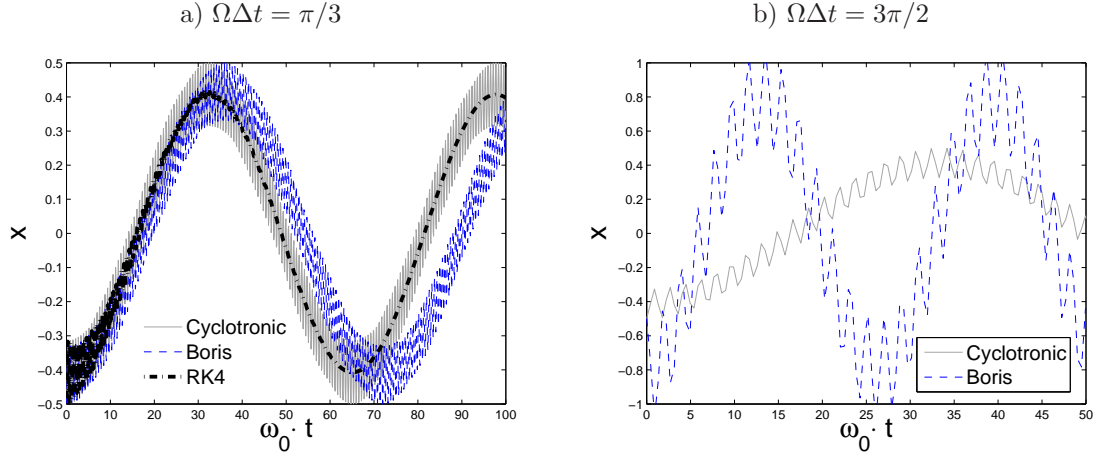 a) ΩΔt = π/3
0.5
0.4
0.3
0.2
0.1
0
−0.1
−0.2
−0.3
−0.4
−0.5
x
Cyclotronic
Boris
RK4
0 10 20 30 40 50 60 70 80 90 100
ω0· t
b) ΩΔt = 3π/2
1
0.8
0.6
0.4
0.2
0
−0.2
−0.4
−0.6
−0.8
−1
x
Cyclotronic
Boris
0 5 10 15 20 25 30 35 40 45 50
ω0· t